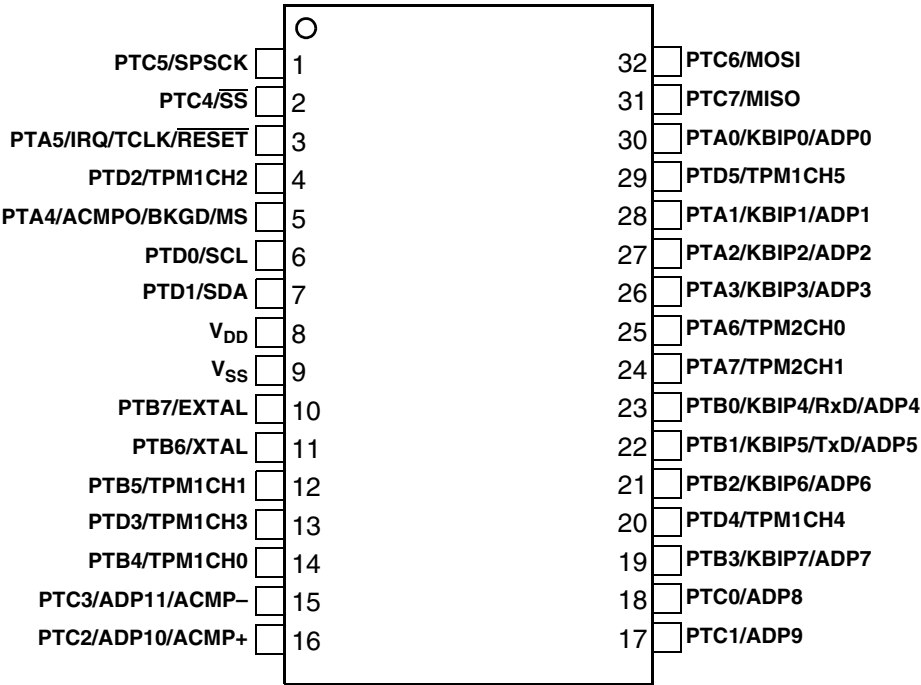 PTC5/SPSCK 1
PTC4/S̅S̅ 2
PTA5/IRQ/TCLK/R̅E̅S̅E̅T̅ 3
PTD2/TPM1CH2 4
PTA4/ACMPO/BKGD/MS 5
PTD0/SCL 6
PTD1/SDA 7
V_DD 8
V_SS 9
PTB7/EXTAL 10
PTB6/XTAL 11
PTB5/TPM1CH1 12
PTD3/TPM1CH3 13
PTB4/TPM1CH0 14
PTC3/ADP11/ACMP– 15
PTC2/ADP10/ACMP+ 16
32 PTC6/MOSI
31 PTC7/MISO
30 PTA0/KBIP0/ADP0
29 PTD5/TPM1CH5
28 PTA1/KBIP1/ADP1
27 PTA2/KBIP2/ADP2
26 PTA3/KBIP3/ADP3
25 PTA6/TPM2CH0
24 PTA7/TPM2CH1
23 PTB0/KBIP4/RxD/ADP4
22 PTB1/KBIP5/TxD/ADP5
21 PTB2/KBIP6/ADP6
20 PTD4/TPM1CH4
19 PTB3/KBIP7/ADP7
18 PTC0/ADP8
17 PTC1/ADP9